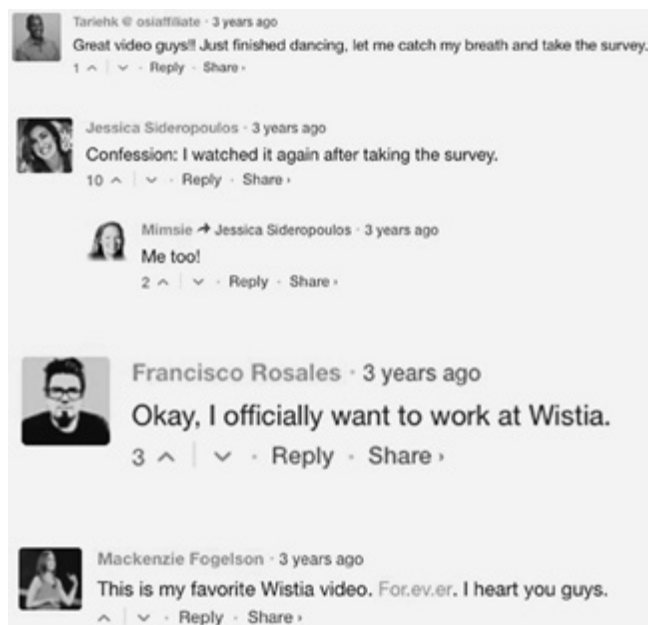 Tariehk @ osiaffiliate · 3 years ago
Great video guys!! Just finished dancing, let me catch my breath and take the survey.
1 ^ | v · Reply · Share ›
Jessica Sideropoulos · 3 years ago
Confession: I watched it again after taking the survey.
10 ^ | v · Reply · Share ›
Mimsie → Jessica Sideropoulos · 3 years ago
Me too!
2 ^ | v · Reply · Share ›
Francisco Rosales · 3 years ago
Okay, I officially want to work at Wistia.
3 ^ | v · Reply · Share ›
Mackenzie Fogelson · 3 years ago
This is my favorite Wistia video. For.ev.er. I heart you guys.
^ | v · Reply · Share ›